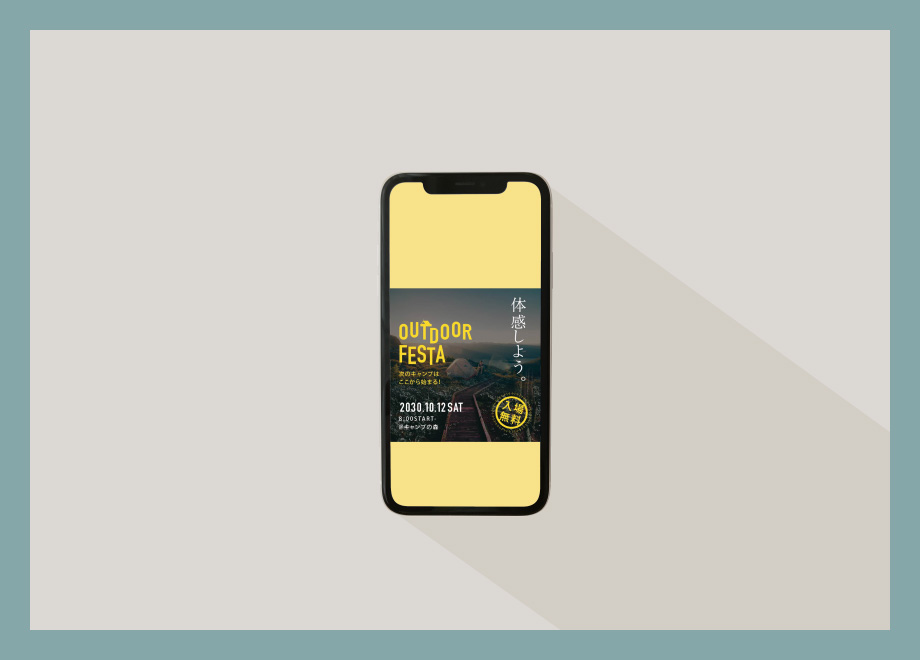 体感しよう。
OUTDOOR
FESTA
次のキャンプは
ここから始まる!
2030.10.12 SAT
8:00START
@キャンプの森
入場
無料